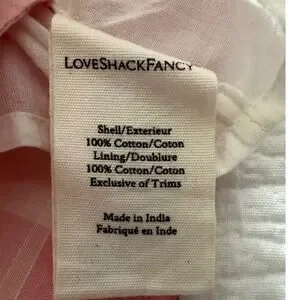 LOVESHACKFANCY
Shell/Exterieur
100% Cotton/Coton
Lining/Doublure
100% Cotton/Coton
Exclusive of Trims
Made in India
Fabriqué en Inde